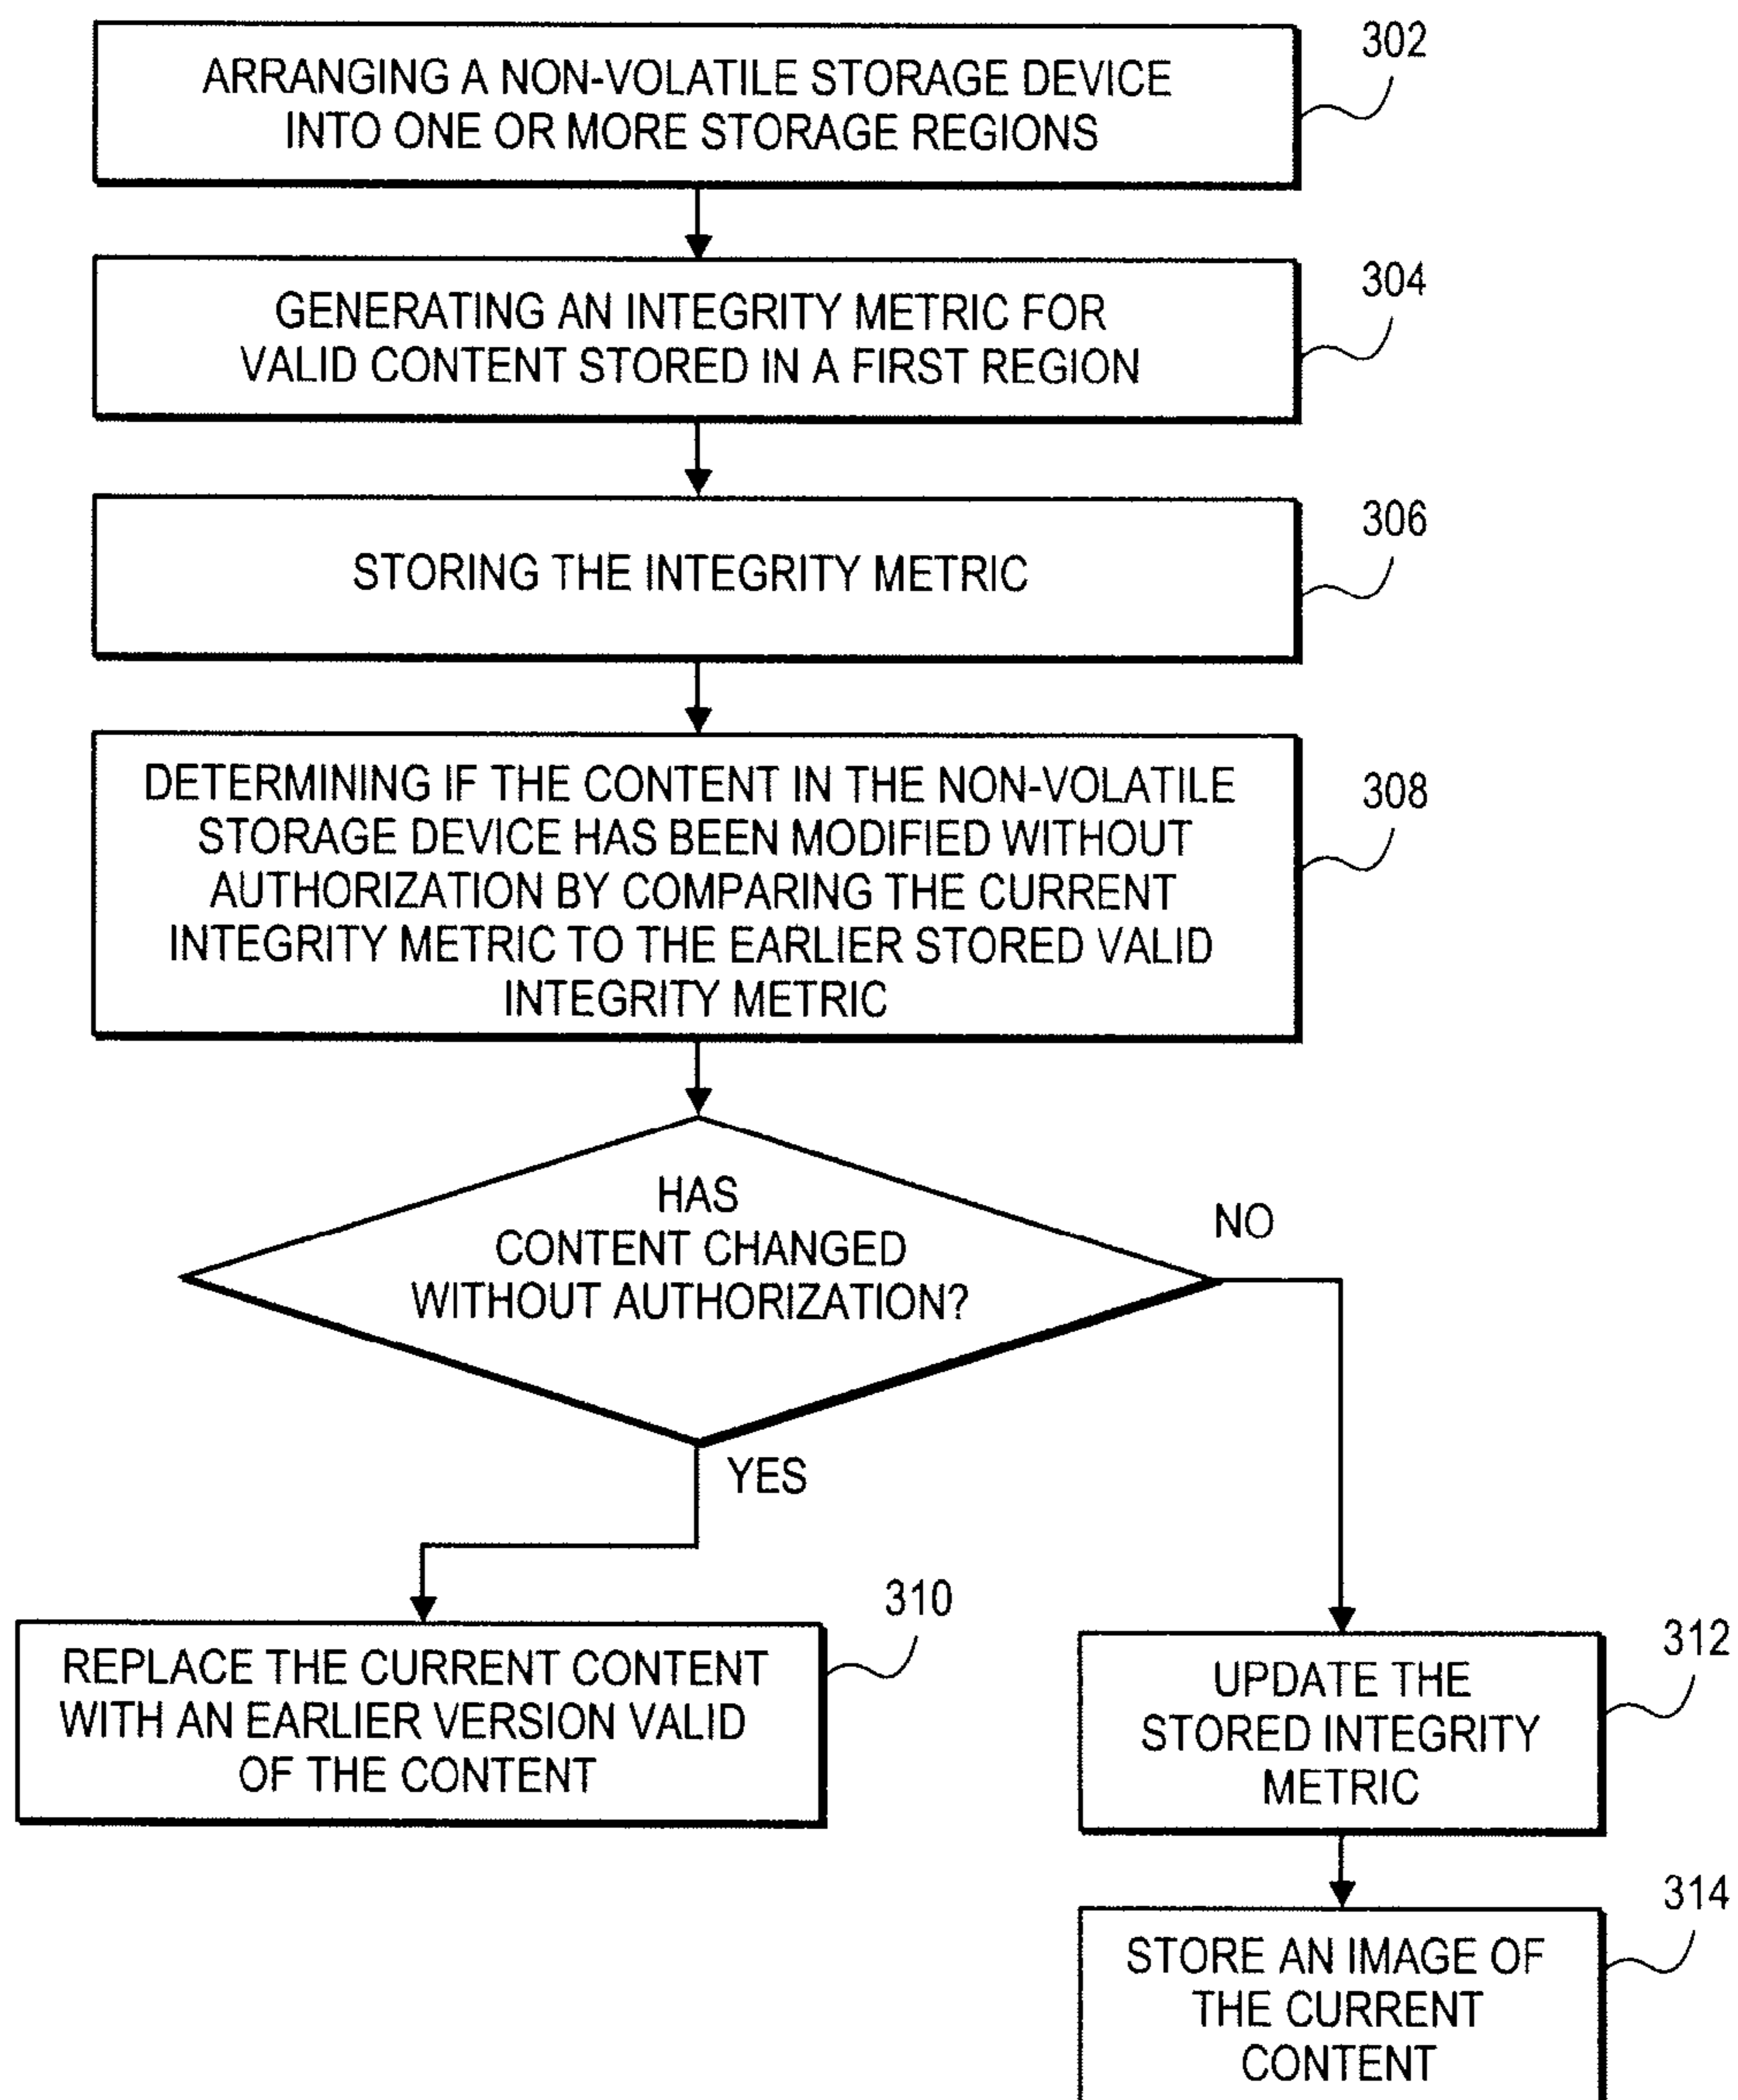 302
ARRANGING A NON-VOLATILE STORAGE DEVICE
INTO ONE OR MORE STORAGE REGIONS
304
GENERATING AN INTEGRITY METRIC FOR
VALID CONTENT STORED IN A FIRST REGION
306
STORING THE INTEGRITY METRIC
308
DETERMINING IF THE CONTENT IN THE NON-VOLATILE
STORAGE DEVICE HAS BEEN MODIFIED WITHOUT
AUTHORIZATION BY COMPARING THE CURRENT
INTEGRITY METRIC TO THE EARLIER STORED VALID
INTEGRITY METRIC
HAS
CONTENT CHANGED
WITHOUT AUTHORIZATION?
NO
YES
310
REPLACE THE CURRENT CONTENT
WITH AN EARLIER VERSION VALID
OF THE CONTENT
312
UPDATE THE
STORED INTEGRITY
METRIC
314
STORE AN IMAGE OF
THE CURRENT
CONTENT